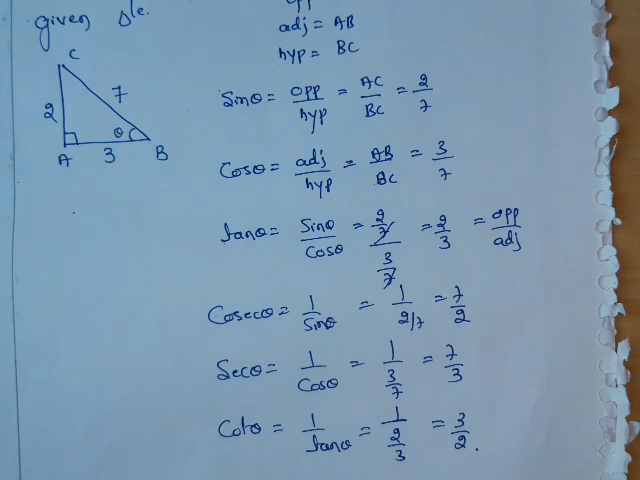 given Δle.
opp
adj = AB
hyp = BC
C
2
7
θ
A
3
B
Sinθ = opp/hyp = AC/BC = 2/7
Cosθ = adj/hyp = AB/BC = 3/7
tanθ = Sinθ/Cosθ = (2/7)/(3/7) = 2/3 = opp/adj
Cosecθ = 1/Sinθ = 1/(2/7) = 7/2
Secθ = 1/Cosθ = 1/(3/7) = 7/3
Cotθ = 1/tanθ = 1/(2/3) = 3/2.